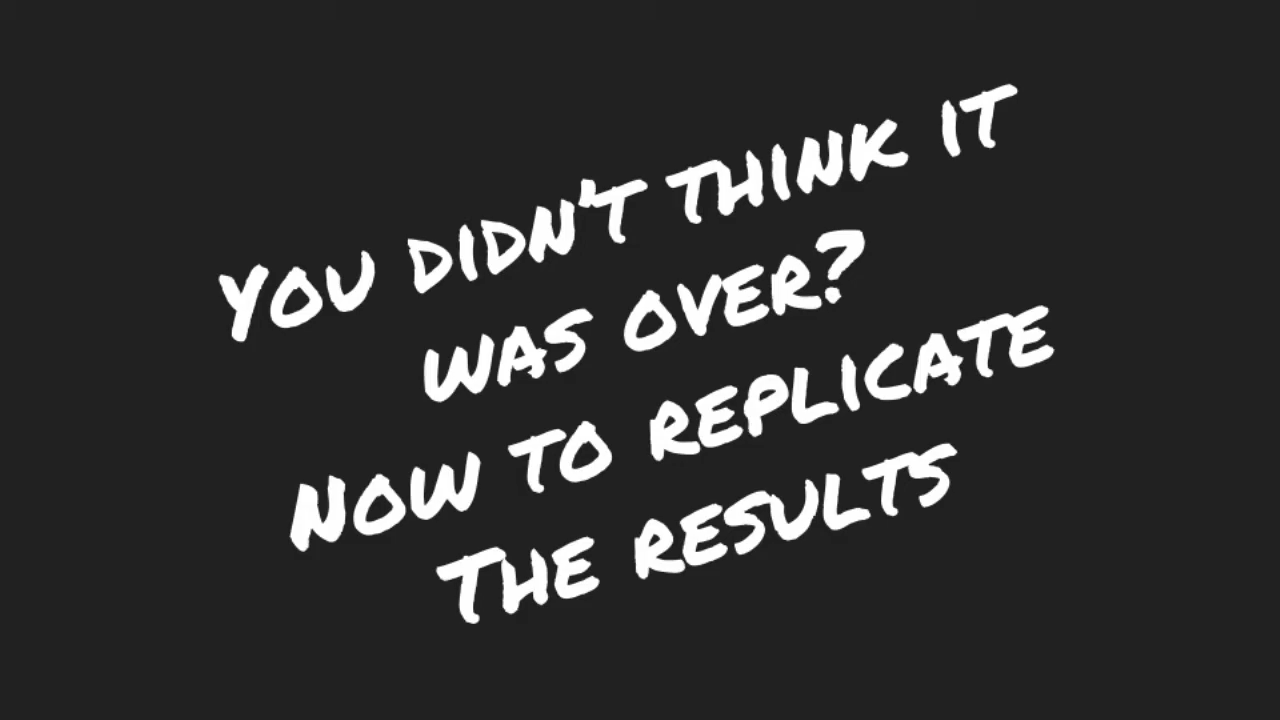 You didn't think it
was over?
Now to replicate
the results